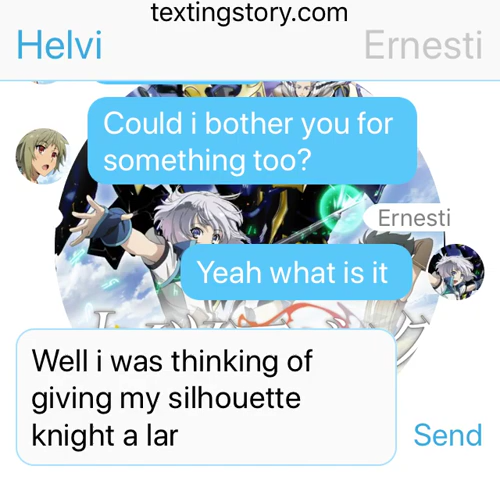 textingstory.com
Helvi
Ernesti
Could i bother you for
something too?
Ernesti
Yeah what is it
Well i was thinking of
giving my silhouette
knight a lar
Send